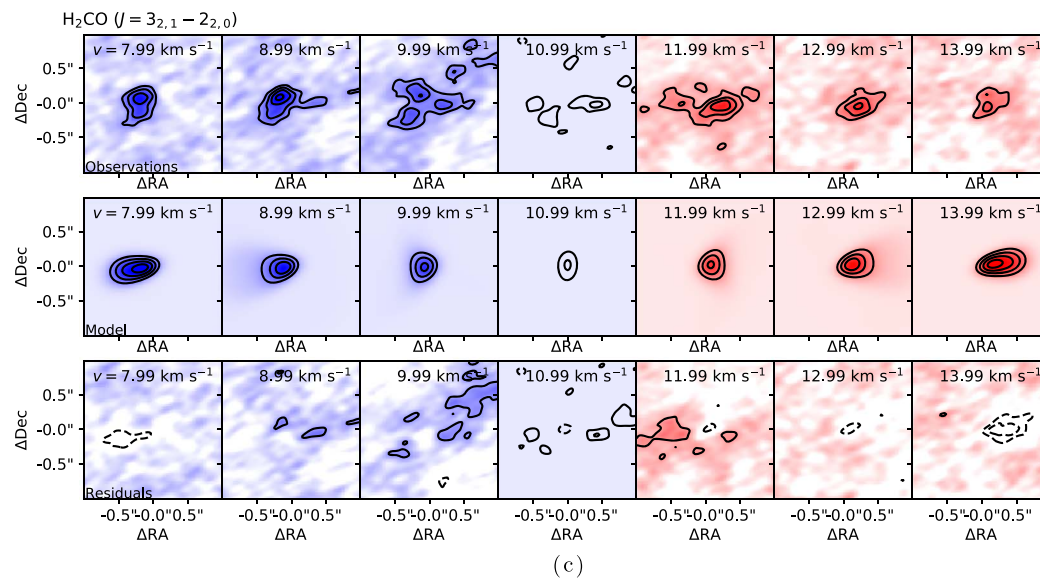 H₂CO (J = 3₂,₁ − 2₂,₀)
v = 7.99 km s⁻¹ 8.99 km s⁻¹ 9.99 km s⁻¹ 10.99 km s⁻¹ 11.99 km s⁻¹ 12.99 km s⁻¹ 13.99 km s⁻¹
0.5"
ΔDec
-0.0"
-0.5"
Observations
ΔRA ΔRA ΔRA ΔRA ΔRA ΔRA ΔRA
v = 7.99 km s⁻¹ 8.99 km s⁻¹ 9.99 km s⁻¹ 10.99 km s⁻¹ 11.99 km s⁻¹ 12.99 km s⁻¹ 13.99 km s⁻¹
0.5"
ΔDec
-0.0"
-0.5"
Model
ΔRA ΔRA ΔRA ΔRA ΔRA ΔRA ΔRA
v = 7.99 km s⁻¹ 8.99 km s⁻¹ 9.99 km s⁻¹ 10.99 km s⁻¹ 11.99 km s⁻¹ 12.99 km s⁻¹ 13.99 km s⁻¹
0.5"
ΔDec
-0.0"
-0.5"
Residuals
-0.5" -0.0" 0.5" -0.5" -0.0" 0.5" -0.5" -0.0" 0.5" -0.5" -0.0" 0.5" -0.5" -0.0" 0.5" -0.5" -0.0" 0.5" -0.5" -0.0" 0.5"
ΔRA ΔRA ΔRA ΔRA ΔRA ΔRA ΔRA
(c)